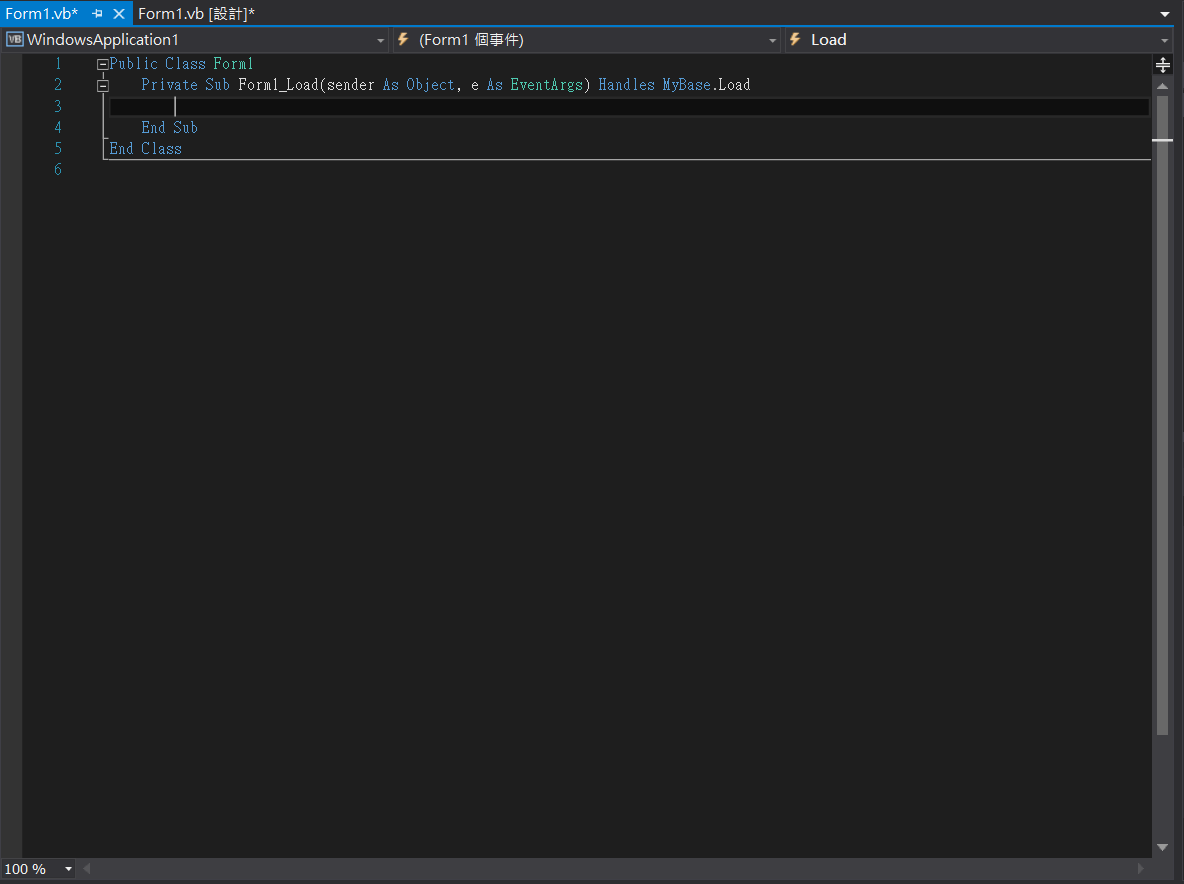 Form1.vb* Form1.vb [設計]*
VB WindowsApplication1 (Form1 個事件) Load
1 Public Class Form1
2 Private Sub Form1_Load(sender As Object, e As EventArgs) Handles MyBase.Load
3
4 End Sub
5 End Class
6
100 %